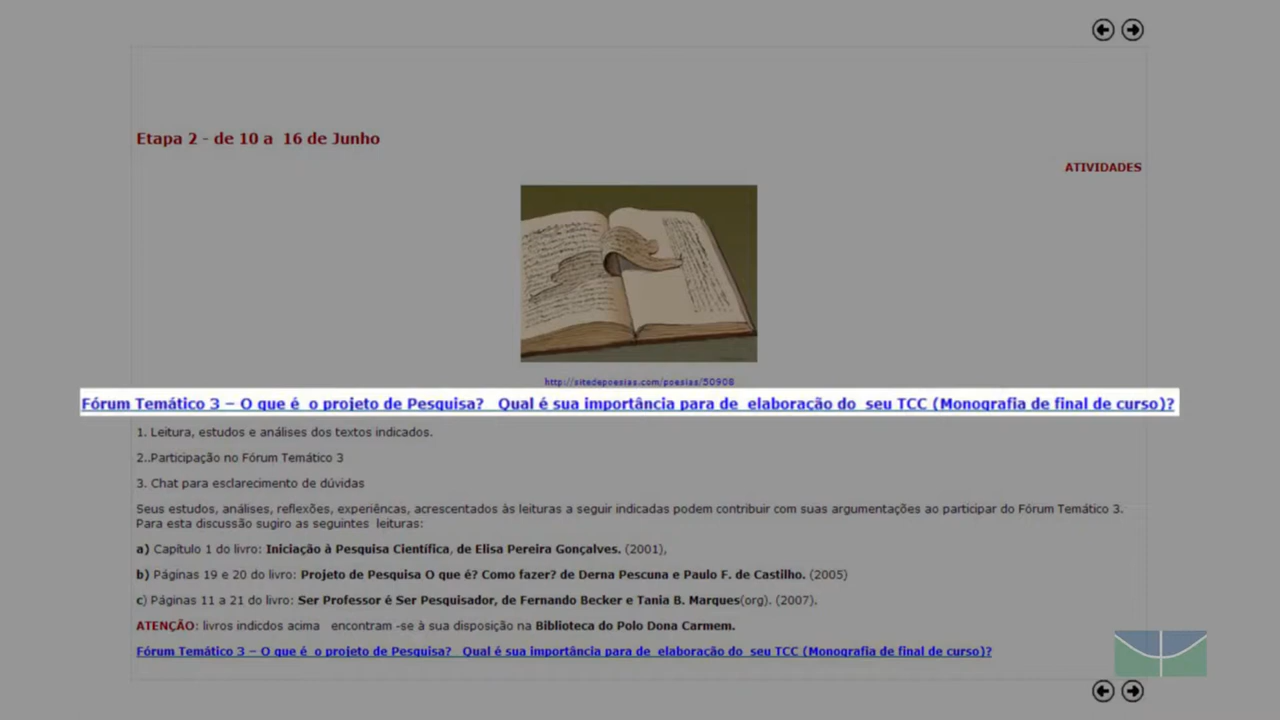 Etapa 2 - de 10 a 16 de Junho
ATIVIDADES
http://sitedepoesias.com/poesias/50908
Fórum Temático 3 – O que é o projeto de Pesquisa? Qual é sua importância para de elaboração do seu TCC (Monografia de final de curso)?
1. Leitura, estudos e análises dos textos indicados.
2..Participação no Fórum Temático 3
3. Chat para esclarecimento de dúvidas
Seus estudos, análises, reflexões, experiêncas, acrescentados às leituras a seguir indicadas podem contribuir com suas argumentações ao participar do Fórum Temático 3.
Para esta discussão sugiro as seguintes leituras:
a) Capítulo 1 do livro: Iniciação à Pesquisa Científica, de Elisa Pereira Gonçalves. (2001),
b) Páginas 19 e 20 do livro: Projeto de Pesquisa O que é? Como fazer? de Derna Pescuna e Paulo F. de Castilho. (2005)
c) Páginas 11 a 21 do livro: Ser Professor é Ser Pesquisador, de Fernando Becker e Tania B. Marques(org). (2007).
ATENÇÃO: livros indicdos acima encontram -se à sua disposição na Biblioteca do Polo Dona Carmem.
Fórum Temático 3 – O que é o projeto de Pesquisa? Qual é sua importância para de elaboração do seu TCC (Monografia de final de curso)?